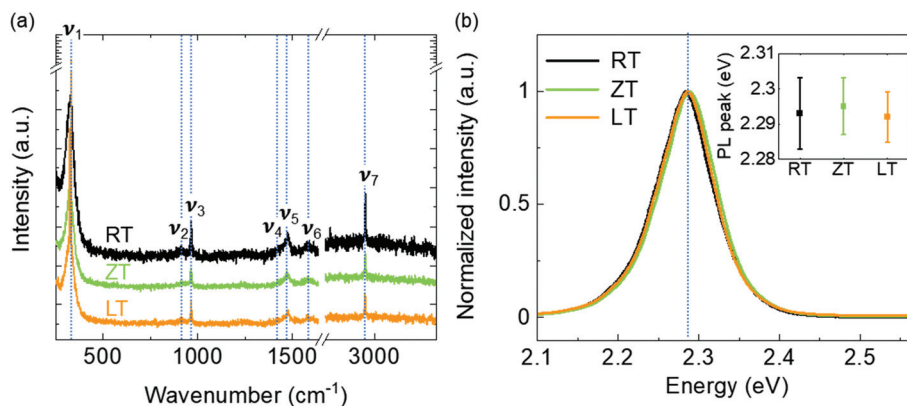 (a)
ν₁
Intensity (a.u.)
RT
ZT
LT
ν₂
ν₃
ν₄
ν₅
ν₆
ν₇
500
1000
1500
3000
Wavenumber (cm⁻¹)
(b)
Normalized intensity (a.u.)
1
0.5
0
RT
ZT
LT
PL peak (eV)
2.31
2.30
2.29
2.28
RT ZT LT
2.1 2.2 2.3 2.4 2.5
Energy (eV)